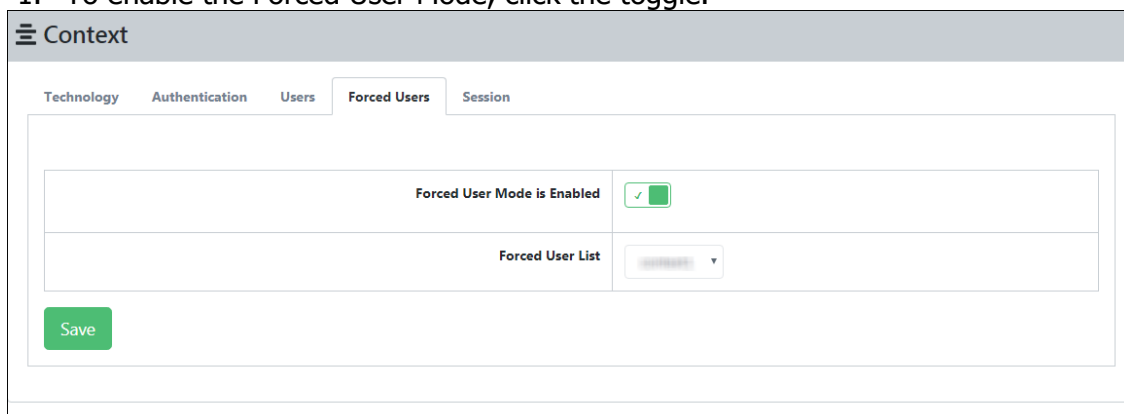 1. To enable the Forced User Mode, click the toggle.
Context
Technology Authentication Users Forced Users Session
Forced User Mode is Enabled
Forced User List
Save